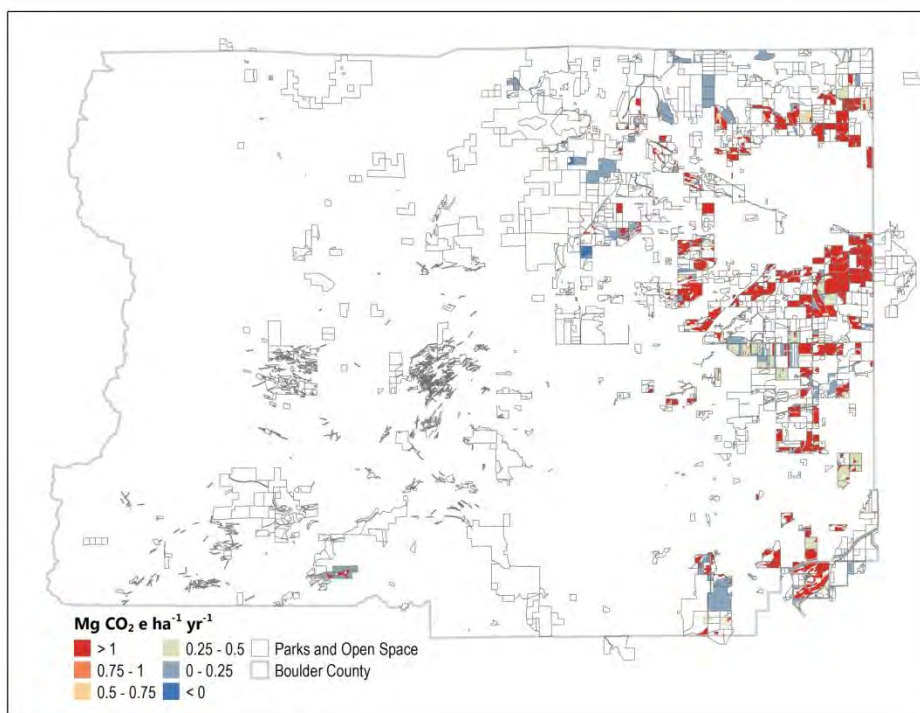 Mg CO₂ e ha⁻¹ yr⁻¹
> 1
0.75 - 1
0.5 - 0.75
0.25 - 0.5
0 - 0.25
< 0
Parks and Open Space
Boulder County